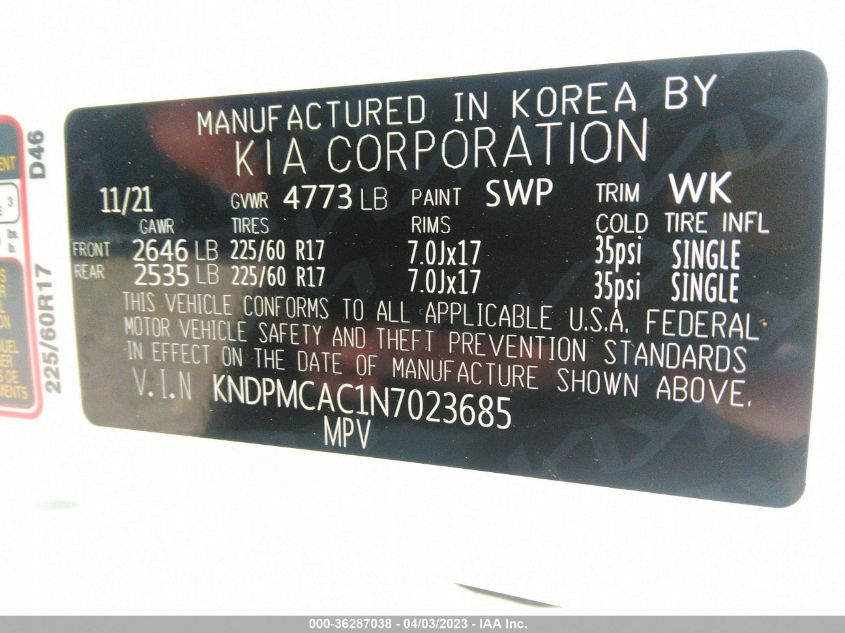 MANUFACTURED IN KOREA BY
KIA CORPORATION
11/21 GVWR 4773 LB PAINT SWP TRIM WK
GAWR TIRES RIMS COLD TIRE INFL
FRONT 2646 LB 225/60 R17 7.0Jx17 35psi SINGLE
REAR 2535 LB 225/60 R17 7.0Jx17 35psi SINGLE
THIS VEHICLE CONFORMS TO ALL APPLICABLE U.S.A. FEDERAL
MOTOR VEHICLE SAFETY AND THEFT PREVENTION STANDARDS
IN EFFECT ON THE DATE OF MANUFACTURE SHOWN ABOVE.
V.I.N KNDPMCAC1N7023685
MPV
D46
225/60R17
000-36287038 - 04/03/2023 - IAA Inc.